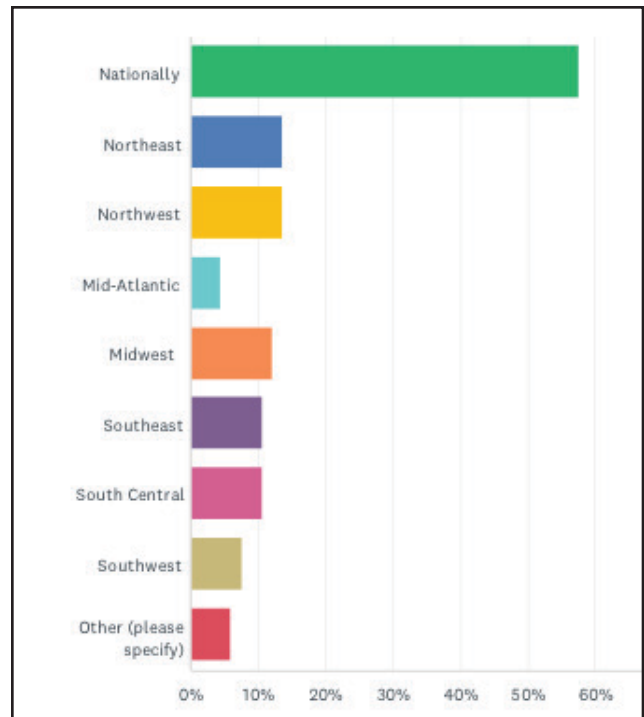 Nationally
Northeast
Northwest
Mid-Atlantic
Midwest
Southeast
South Central
Southwest
Other (please
specify)
0% 10% 20% 30% 40% 50% 60%